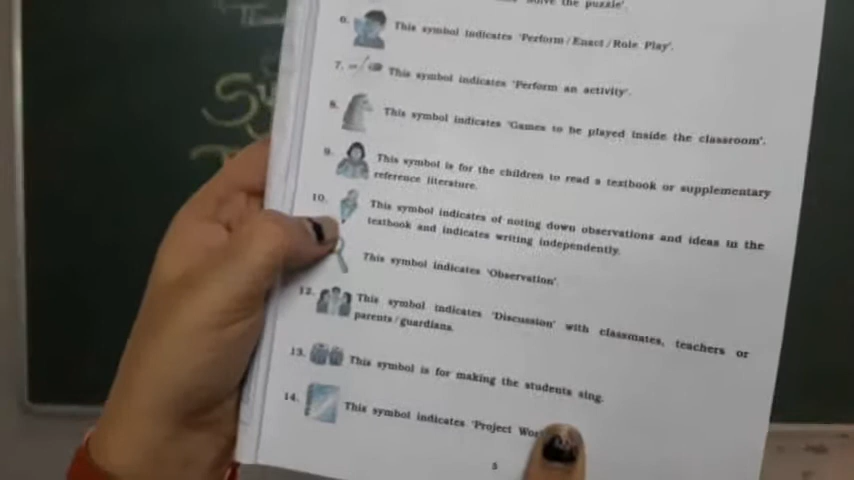 the puzzle'.
6. This symbol indicates 'Perform/Enact/Role Play'.
7. This symbol indicates 'Perform an activity'.
8. This symbol indicates 'Games to be played inside the classroom'.
9. This symbol is for the children to read a textbook or supplementary
reference literature.
10. This symbol indicates of noting down observations and ideas in the
textbook and indicates writing independently.
This symbol indicates 'Observation'.
12. This symbol indicates 'Discussion' with classmates, teachers or
parents/guardians.
13. This symbol is for making the students sing.
14. This symbol indicates 'Project
5